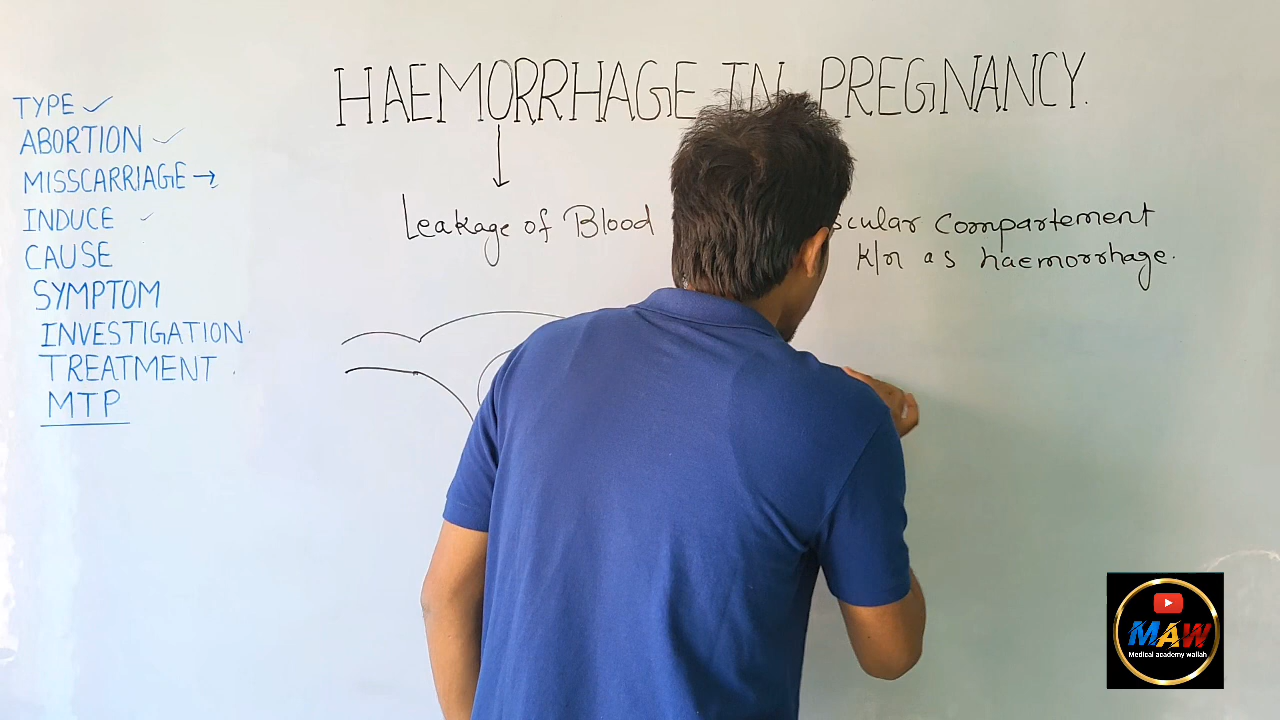 HAEMORRHAGE IN PREGNANCY.
TYPE ✓
ABORTION ✓
MISSCARRIAGE →
INDUCE ✓
CAUSE
SYMPTOM
INVESTIGATION.
TREATMENT.
MTP
Leakage of Blood scular compartement
K/n as haemorrhage.
MAW
Medical academy wallah